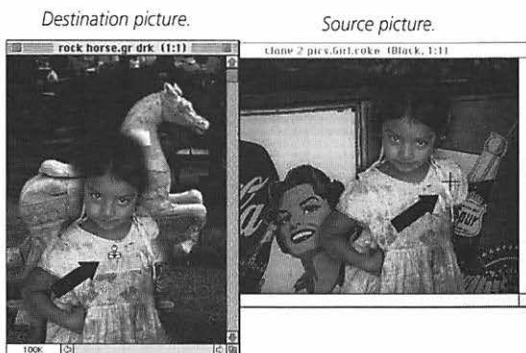 Destination picture.
Source picture.
rock horse.gr drk (1:1)
clone 2 pics.Girl.coke (Black, 1:1)
100K